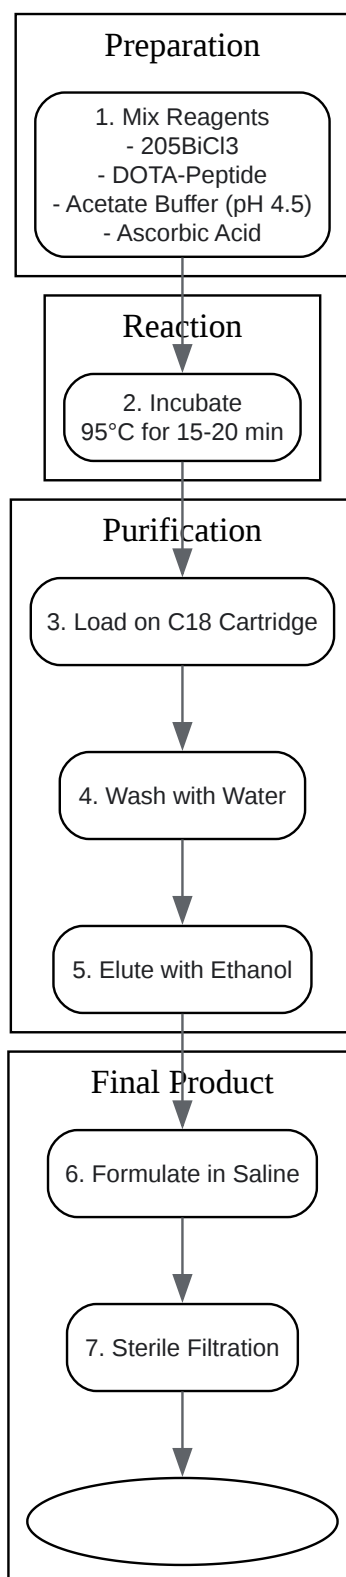 Preparation
1. Mix Reagents
- 205BiCl3
- DOTA-Peptide
- Acetate Buffer (pH 4.5)
- Ascorbic Acid
Reaction
2. Incubate
95°C for 15-20 min
Purification
3. Load on C18 Cartridge
4. Wash with Water
5. Elute with Ethanol
Final Product
6. Formulate in Saline
7. Sterile Filtration